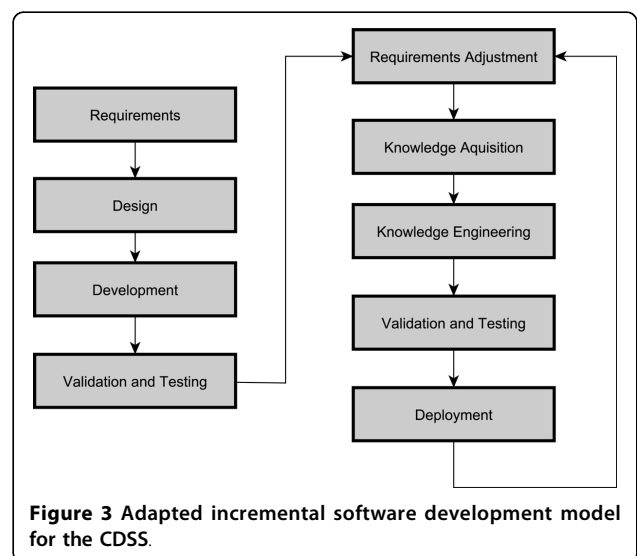 Requirements
Design
Development
Validation and Testing
Requirements Adjustment
Knowledge Aquisition
Knowledge Engineering
Validation and Testing
Deployment
Figure 3 Adapted incremental software development model
for the CDSS.